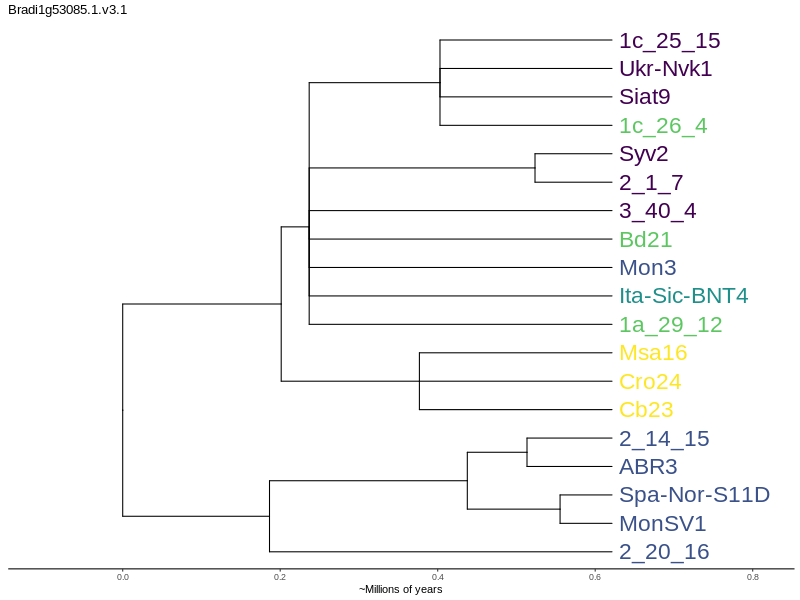 Bradi1g53085.1.v3.1
1c_25_15
Ukr-Nvk1
Siat9
1c_26_4
Syv2
2_1_7
3_40_4
Bd21
Mon3
Ita-Sic-BNT4
1a_29_12
Msa16
Cro24
Cb23
2_14_15
ABR3
Spa-Nor-S11D
MonSV1
2_20_16
0.0 0.2 0.4 0.6 0.8
~Millions of years